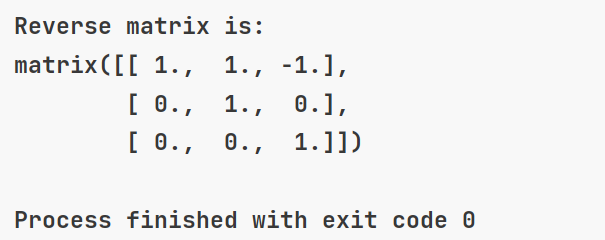 Reverse matrix is:
matrix([[ 1.,  1., -1.],
        [ 0.,  1.,  0.],
        [ 0.,  0.,  1.]])
Process finished with exit code 0